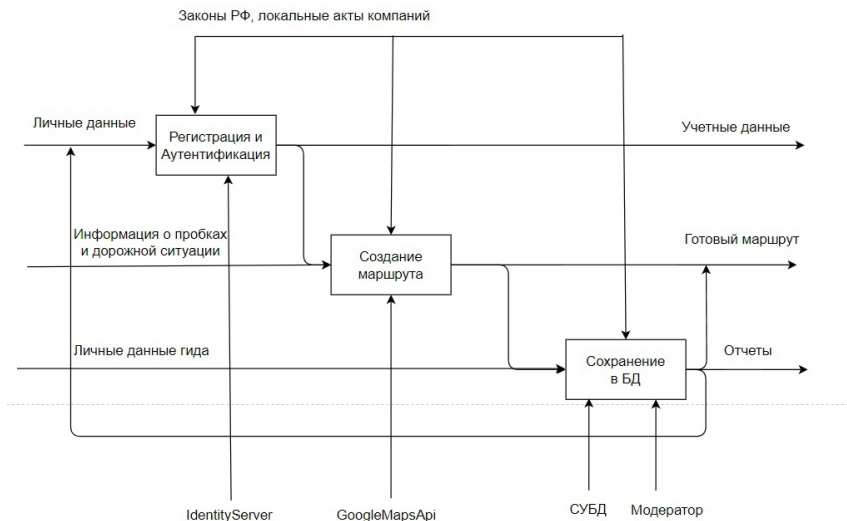 Законы РФ, локальные акты компаний
Личные данные
Регистрация и
Аутентификация
Учетные данные
Информация о пробках
и дорожной ситуации
Создание
маршрута
Готовый маршрут
Личные данные гида
Сохранение
в БД
Отчеты
IdentityServer
GoogleMapsApi
СУБД
Модератор